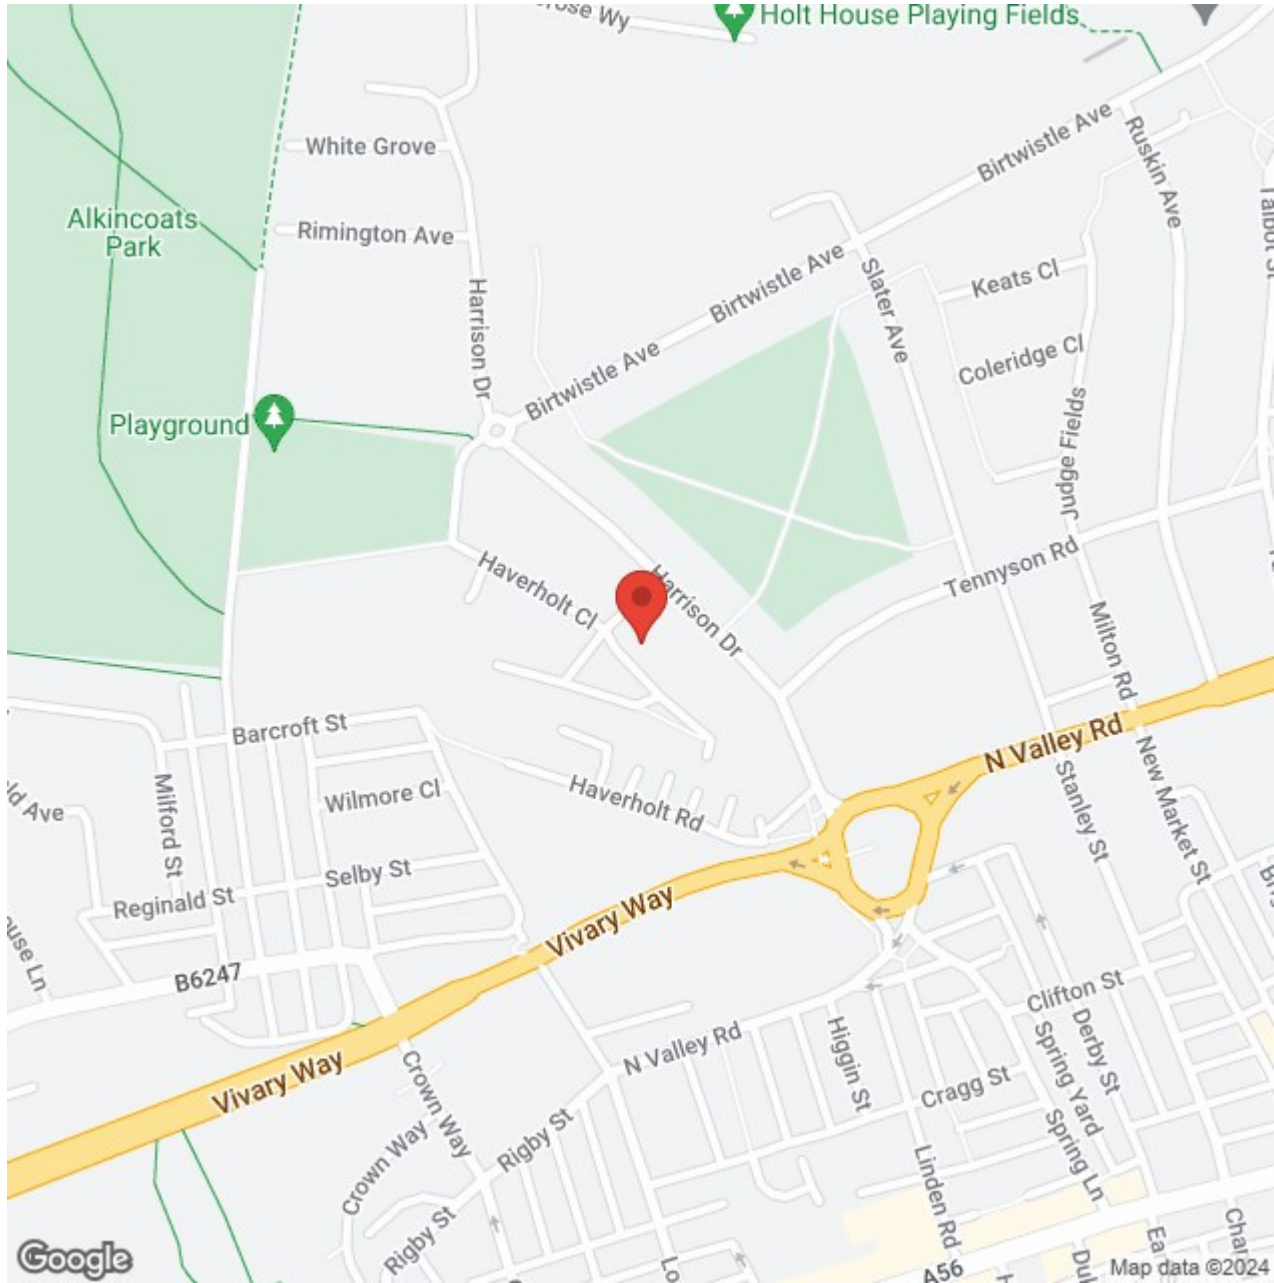 Holt House Playing Fields
White Grove
Birtwistle Ave
Ruskin Ave
Alkincoats
Park
Rimington Ave
Harrison Dr
Birtwistle Ave
Slater Ave
Keats Cl
Talbot St
Birtwistle Ave
Coleridge Cl
Playground
Judge Fields
Haverholt Cl
Harrison Dr
Tennyson Rd
Milton Rd
Barcroft St
N Valley Rd
Milford St
Wilmore Cl
Haverholt Rd
Stanley St
New Market St
Selby St
Reginald St
Vivary Way
B6247
Clifton St
N Valley Rd
Higgin St
Spring Yard
Derby St
Vivary Way
Crown Way
Cragg St
Crown Way
Rigby St
Linden Rd
Spring Ln
Rigby St
A56
Google
Map data ©2024